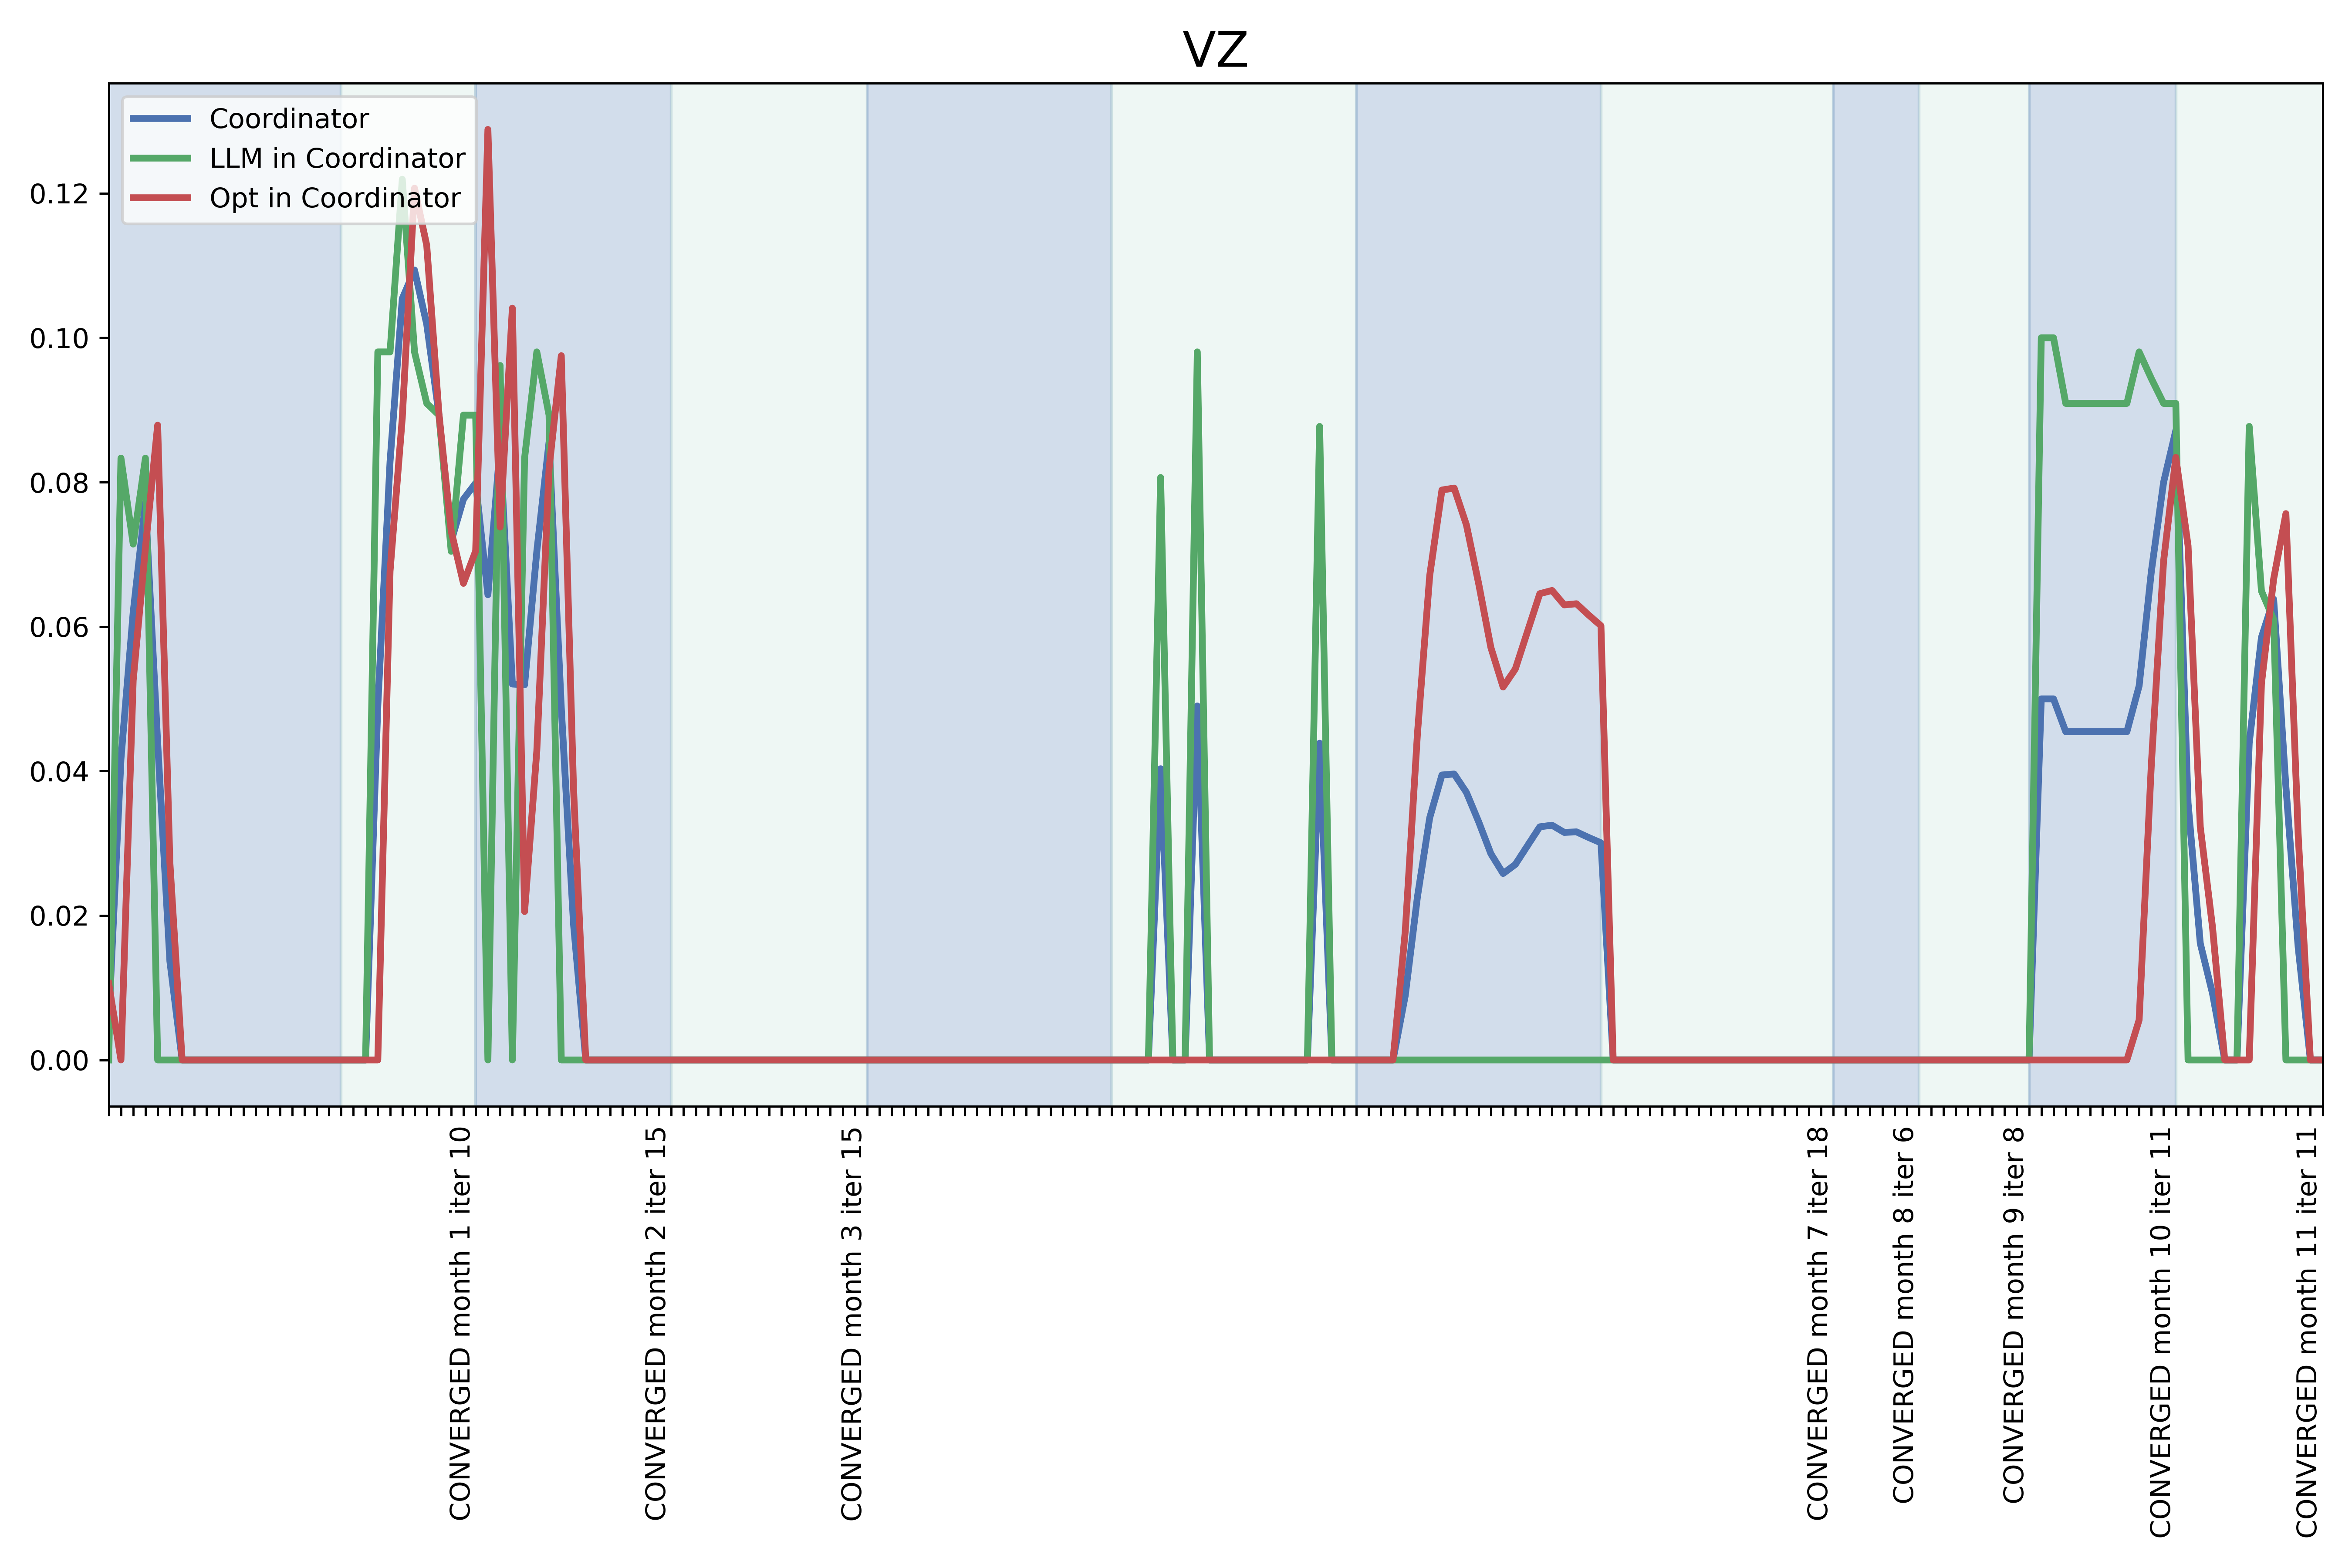 VZ
Coordinator
LLM in Coordinator
Opt in Coordinator
0.12
0.10
0.08
0.06
0.04
0.02
0.00
CONVERGED month 1 iter 10
CONVERGED month 2 iter 15
CONVERGED month 3 iter 15
CONVERGED month 7 iter 18
CONVERGED month 8 iter 6
CONVERGED month 9 iter 8
CONVERGED month 10 iter 11
CONVERGED month 11 iter 11